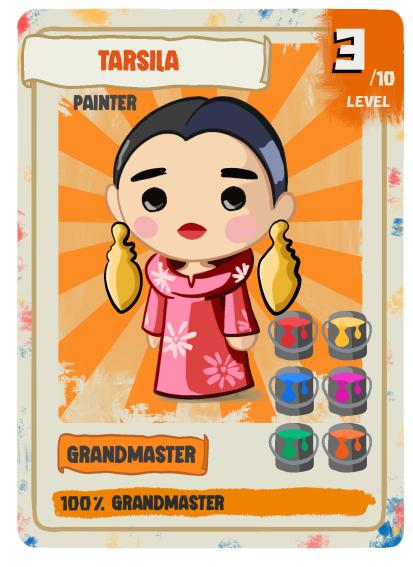 TARSILA
3
/10
LEVEL
PAINTER
GRANDMASTER
100% GRANDMASTER